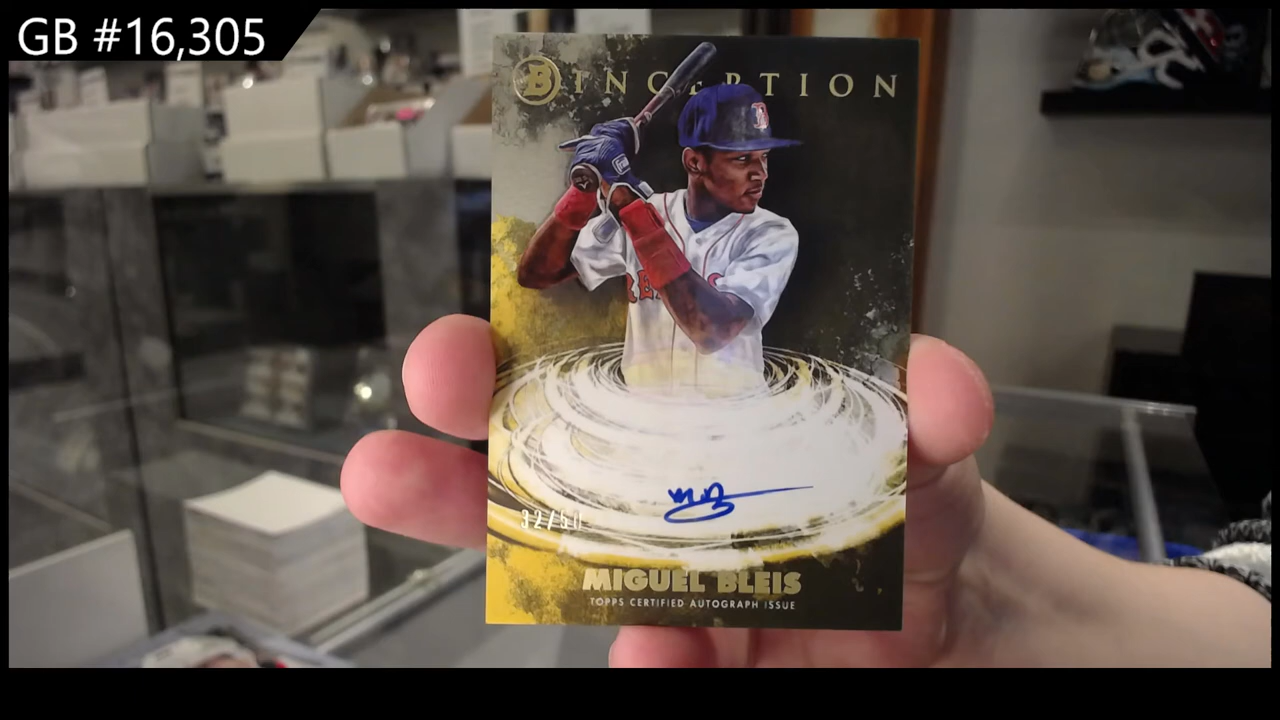 GB #16,305
B INCEPTION
32/50
MIGUEL BLEIS
TOPPS CERTIFIED AUTOGRAPH ISSUE